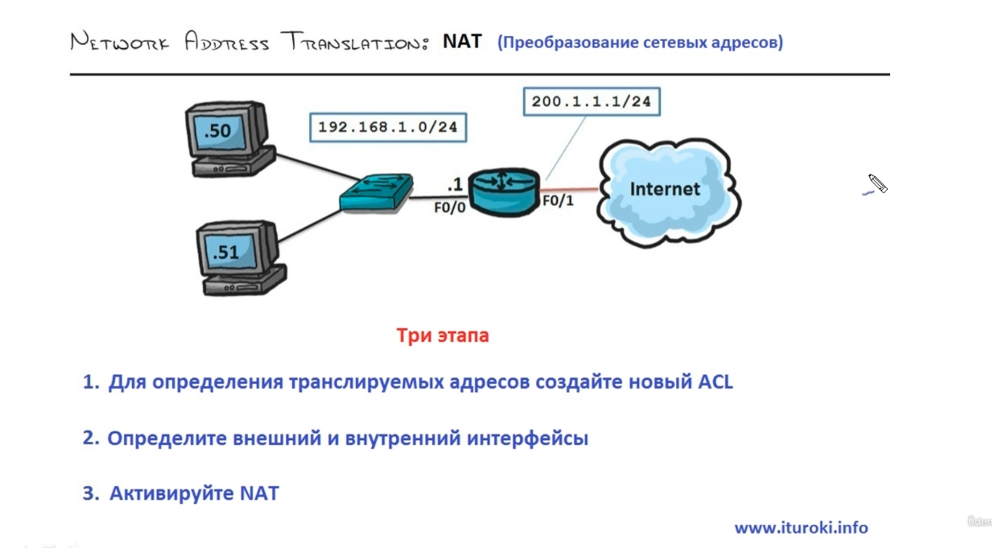 NETWORK ADDRESS TRANSLATION: NAT (Преобразование сетевых адресов)
200.1.1.1/24
192.168.1.0/24
.50
.1
F0/0
F0/1
Internet
.51
Три этапа
1. Для определения транслируемых адресов создайте новый ACL
2. Определите внешний и внутренний интерфейсы
3. Активируйте NAT
www.ituroki.info